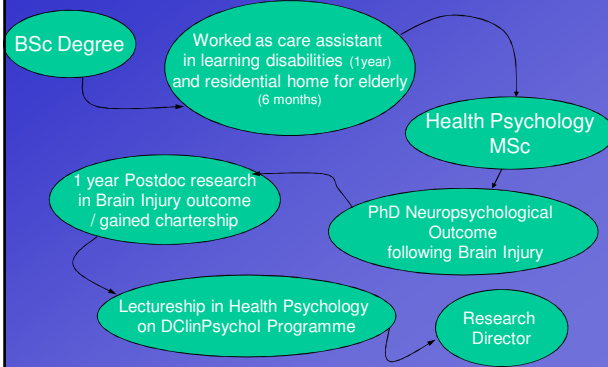 BSc Degree
Worked as care assistant
in learning disabilities (1year)
and residential home for elderly
(6 months)
Health Psychology
MSc
PhD Neuropsychological
Outcome
following Brain Injury
1 year Postdoc research
in Brain Injury outcome
/ gained chartership
Lectureship in Health Psychology
on DClinPsychol Programme
Research
Director